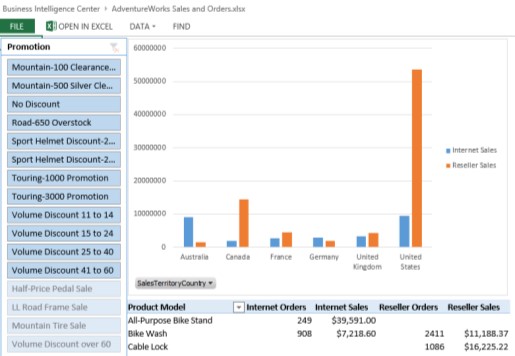 Business Intelligence Center ▸ AdventureWorks Sales and Orders.xlsx
FILE OPEN IN EXCEL DATA FIND
Promotion
Mountain-100 Clearance...
Mountain-500 Silver Cle...
No Discount
Road-650 Overstock
Sport Helmet Discount-2...
Sport Helmet Discount-2...
Touring-1000 Promotion
Touring-3000 Promotion
Volume Discount 11 to 14
Volume Discount 15 to 24
Volume Discount 25 to 40
Volume Discount 41 to 60
Half-Price Pedal Sale
LL Road Frame Sale
Mountain Tire Sale
Volume Discount over 60
60000000
50000000
40000000
30000000
20000000
10000000
0
Australia Canada France Germany United Kingdom United States
Internet Sales
Reseller Sales
SalesTerritoryCountry
Product Model Internet Orders Internet Sales Reseller Orders Reseller Sales
All-Purpose Bike Stand 249 $39,591.00
Bike Wash 908 $7,218.60 2411 $11,188.37
Cable Lock 1086 $16,225.22